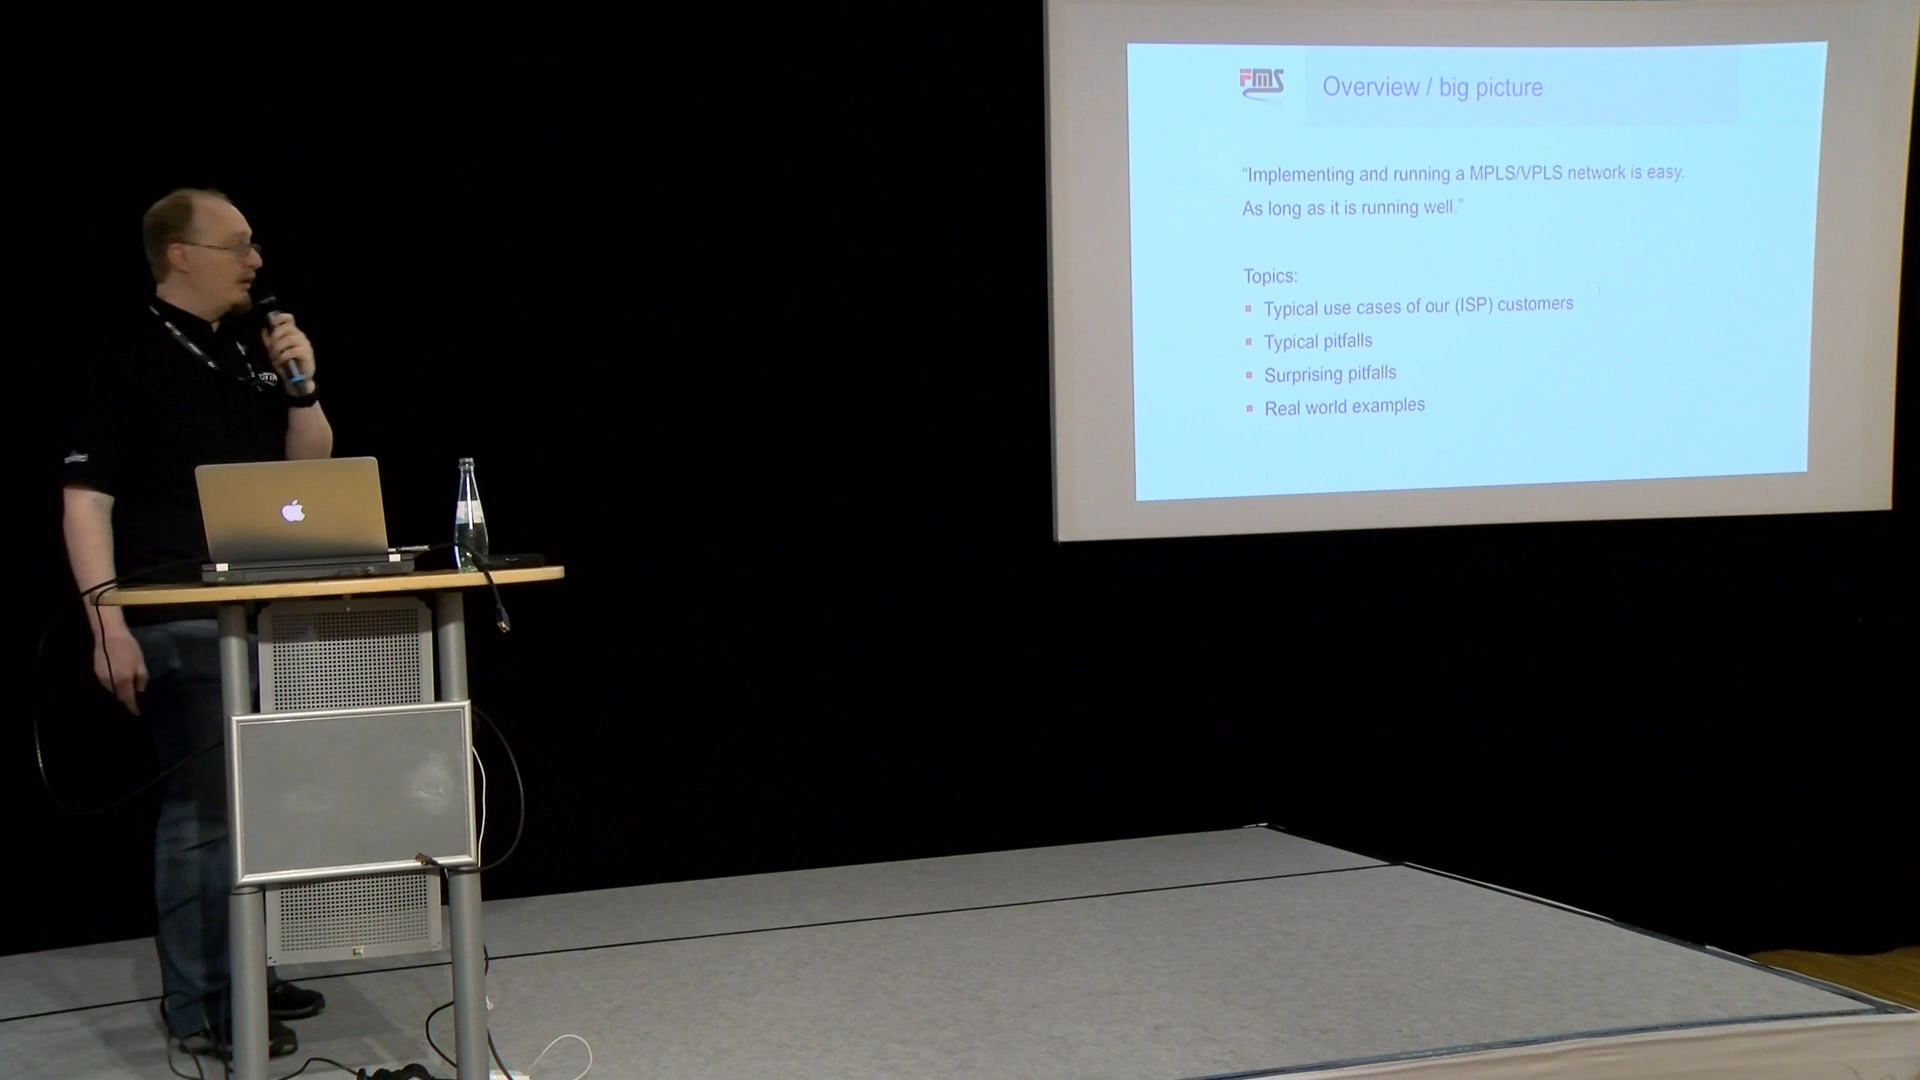 FMS
Overview / big picture
“Implementing and running a MPLS/VPLS network is easy.
As long as it is running well.”
Topics:
Typical use cases of our (ISP) customers
Typical pitfalls
Surprising pitfalls
Real world examples